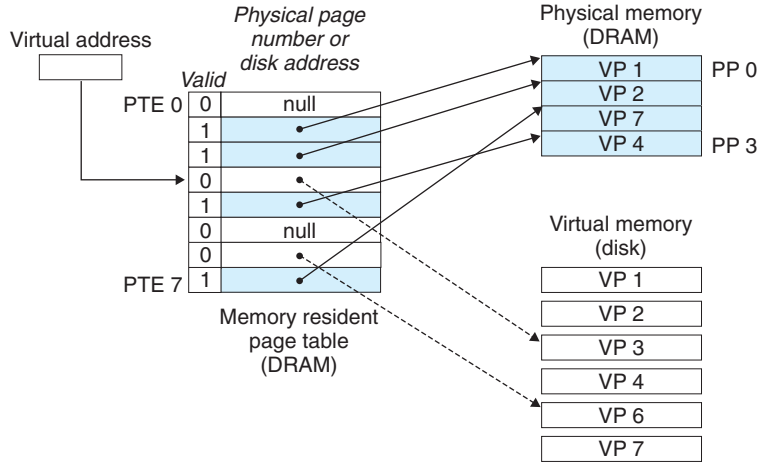 Virtual address
Physical page
number or
disk address
Valid
PTE 0
0
null
1
1
0
1
0
null
0
PTE 7
1
Memory resident
page table
(DRAM)
Physical memory
(DRAM)
VP 1
PP 0
VP 2
VP 7
VP 4
PP 3
Virtual memory
(disk)
VP 1
VP 2
VP 3
VP 4
VP 6
VP 7